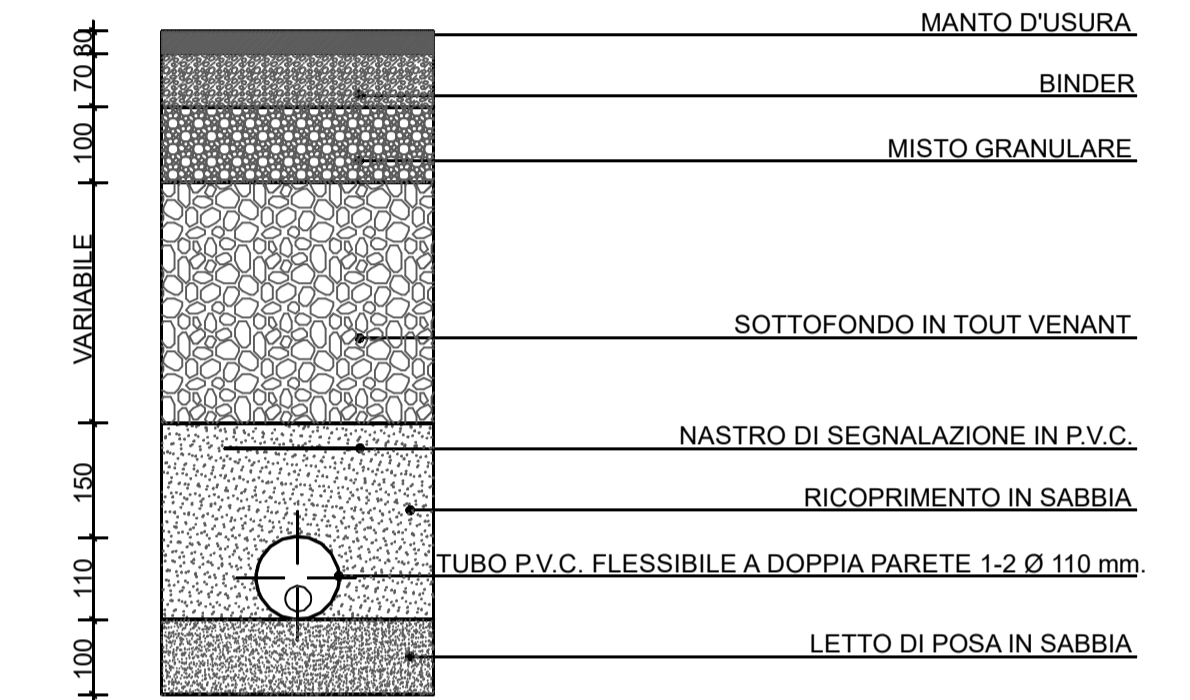 MANTO D'USURA
BINDER
MISTO GRANULARE
SOTTOFONDO IN TOUT VENANT
NASTRO DI SEGNALAZIONE IN P.V.C.
RICOPRIMENTO IN SABBIA
TUBO P.V.C. FLESSIBILE A DOPPIA PARETE 1-2 Ø 110 mm.
LETTO DI POSA IN SABBIA
30
70
100
VARIABILE
150
110
100